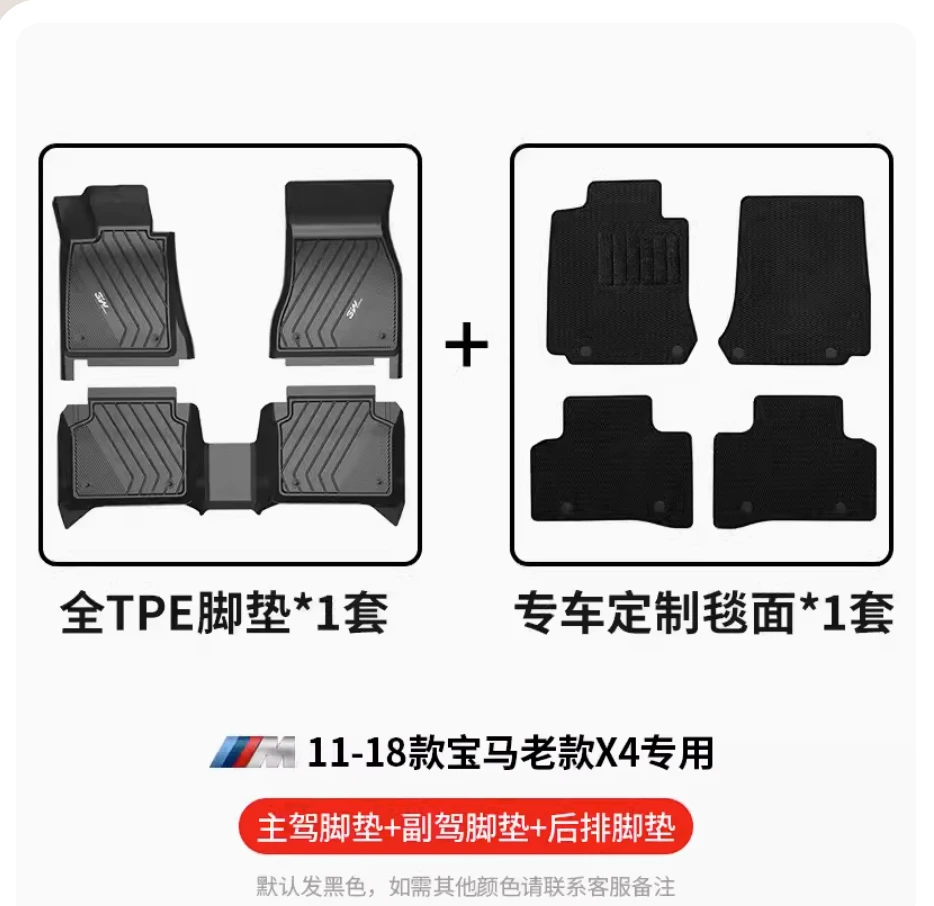 3W
3W
+
全TPE脚垫*1套
专车定制毯面*1套
M 11-18款宝马老款X4专用
主驾脚垫+副驾脚垫+后排脚垫
默认发黑色，如需其他颜色请联系客服备注